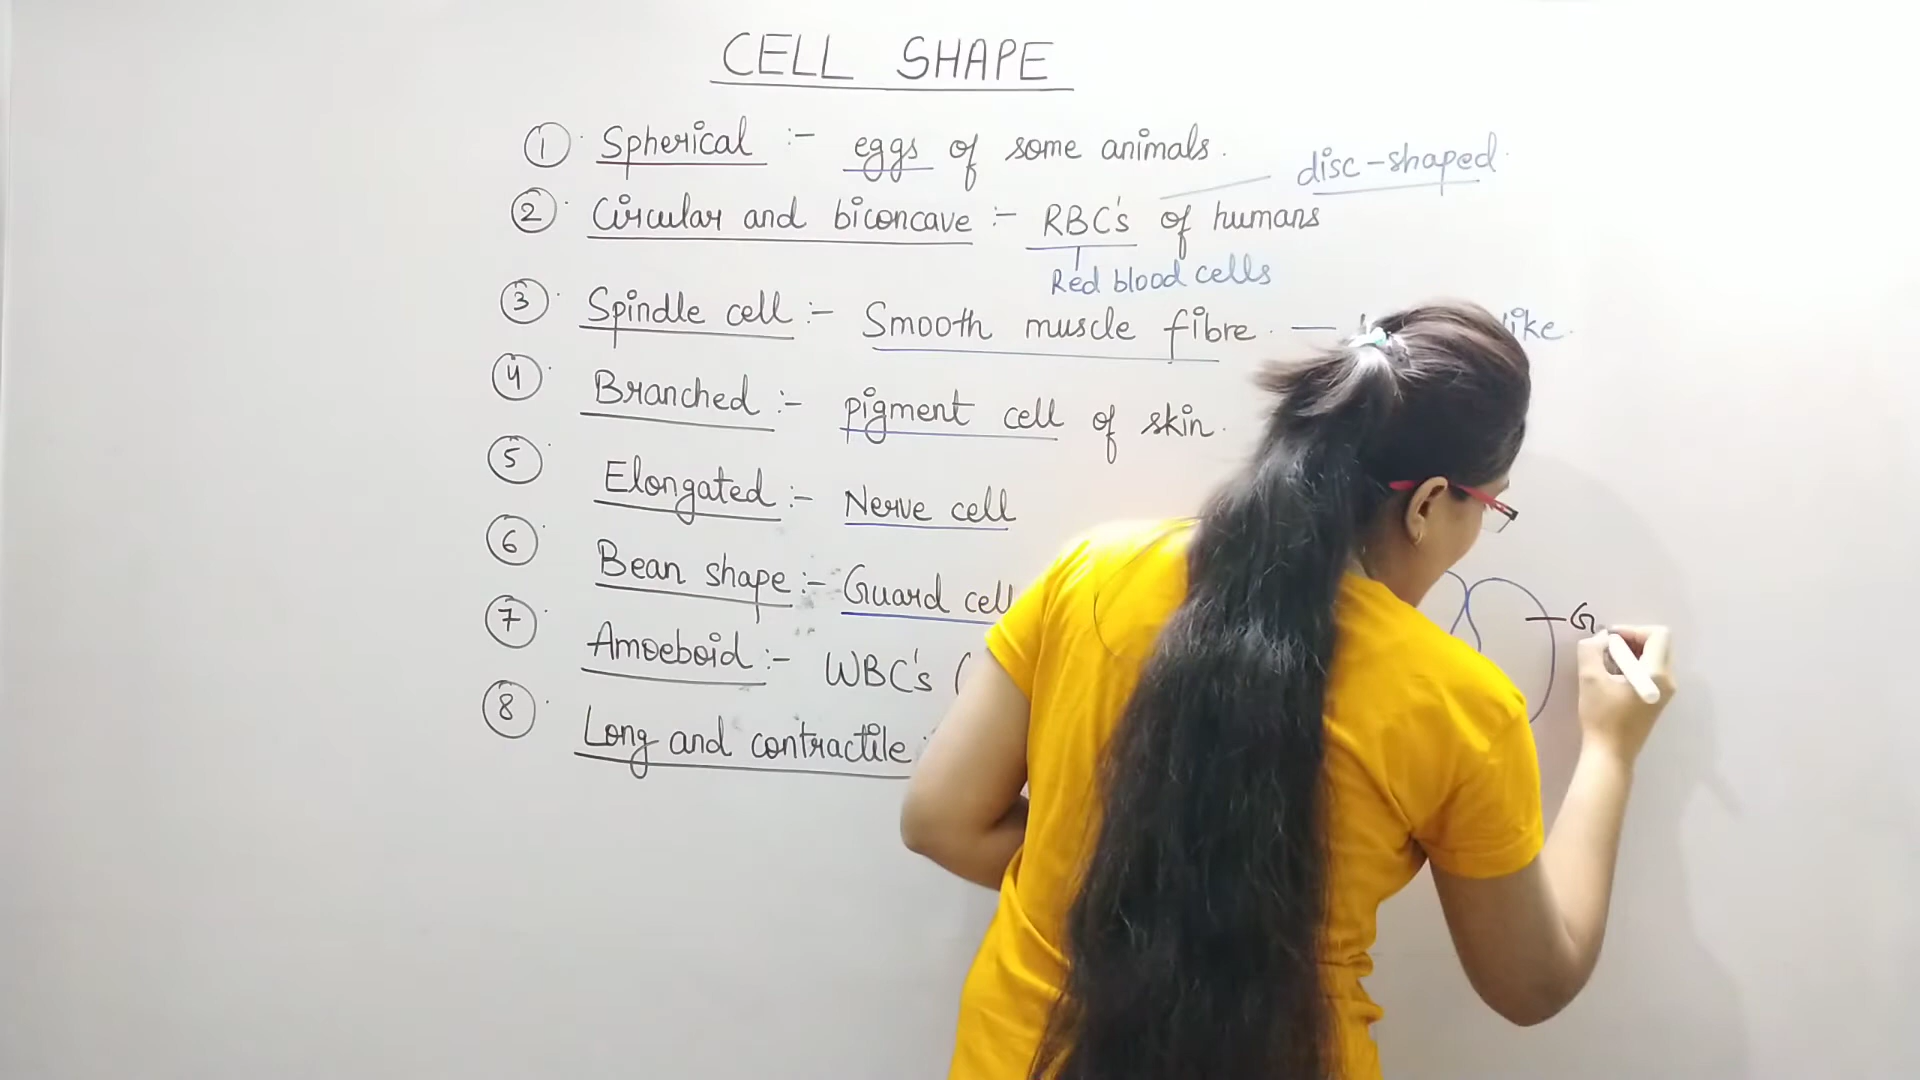 CELL SHAPE
1 Spherical :- eggs of some animals.
disc-shaped.
2 Circular and biconcave :- RBC's of humans
Red blood cells
3 Spindle cell :- Smooth muscle fibre. — like.
4 Branched :- pigment cell of skin.
5 Elongated :- Nerve cell
6 Bean shape :- Guard cell
7 Amoeboid :- WBC's (
8 Long and contractile :
G